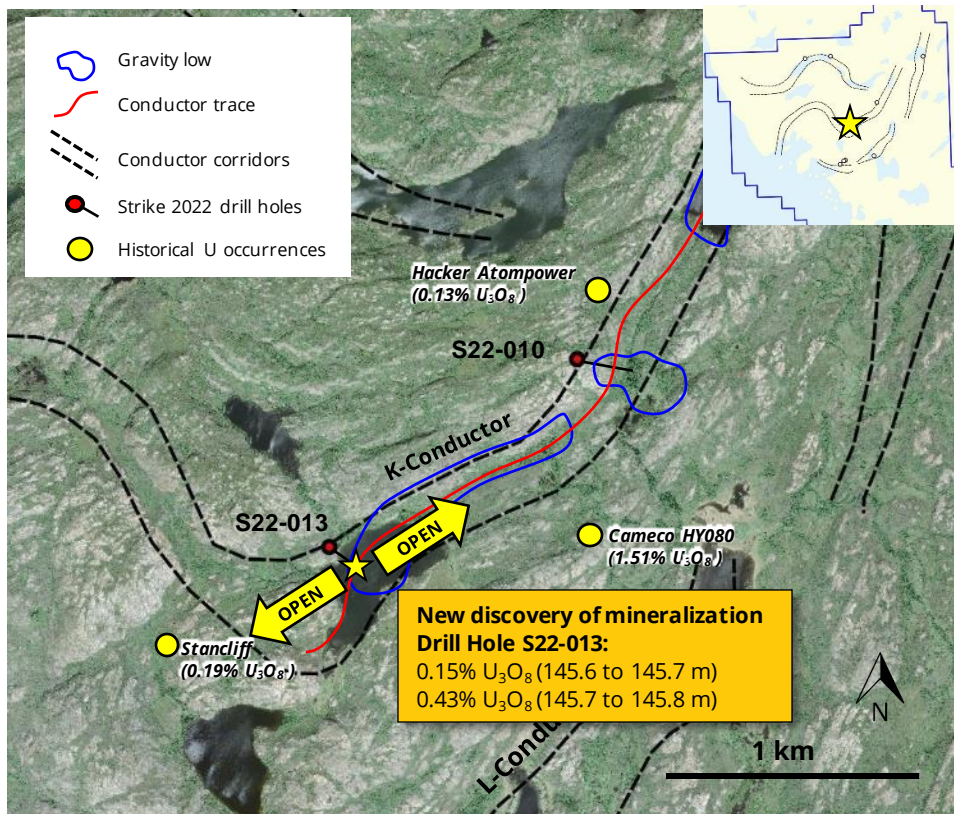 Gravity low
Conductor trace
Conductor corridors
Strike 2022 drill holes
Historical U occurrences
Hacker Atompower
(0.13% U₃O₈)
S22-010
K-Conductor
S22-013
OPEN
OPEN
Cameco HY080
(1.51% U₃O₈)
Stancliff
(0.19% U₃O₈)
New discovery of mineralization
Drill Hole S22-013:
0.15% U₃O₈ (145.6 to 145.7 m)
0.43% U₃O₈ (145.7 to 145.8 m)
N
1 km